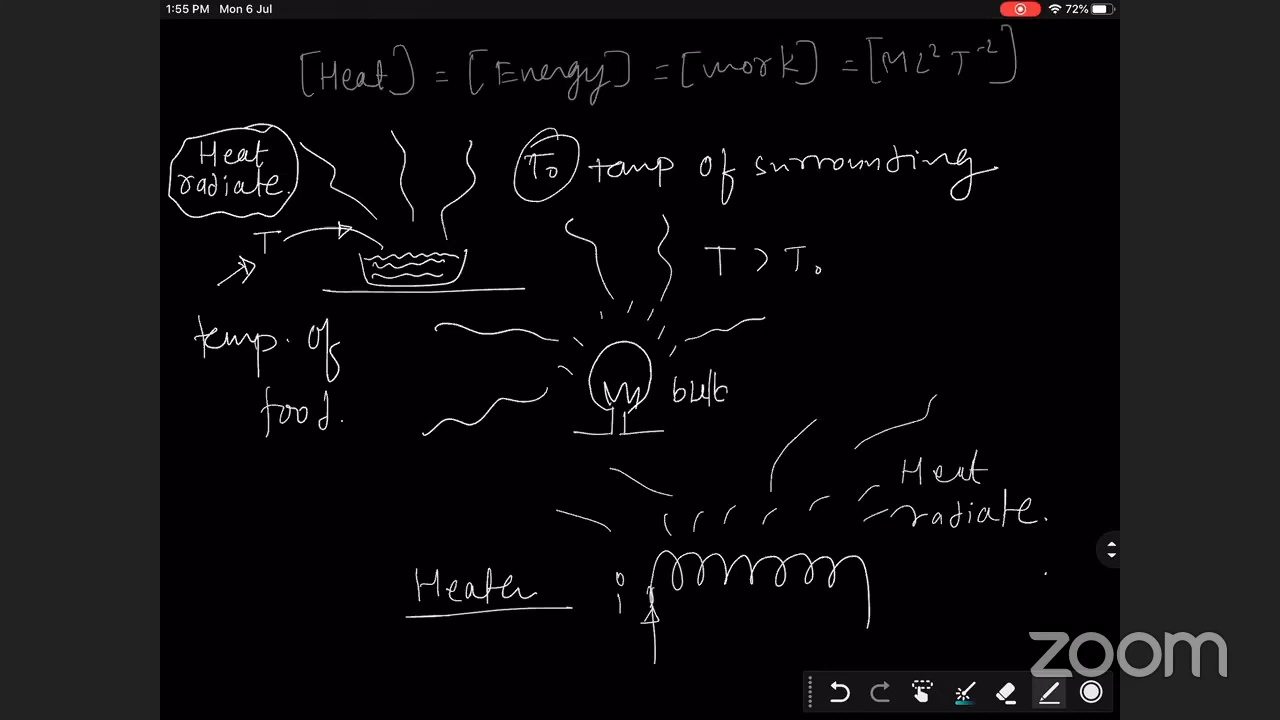 1:55 PM Mon 6 Jul 72%
[Heat] = [Energy] = [work] = [ML² T⁻²]
Heat
radiate.
T₀ temp of surrounding
T
T > T₀
temp. of
food.
bulb
Heat
radiate.
Heater i
zoom